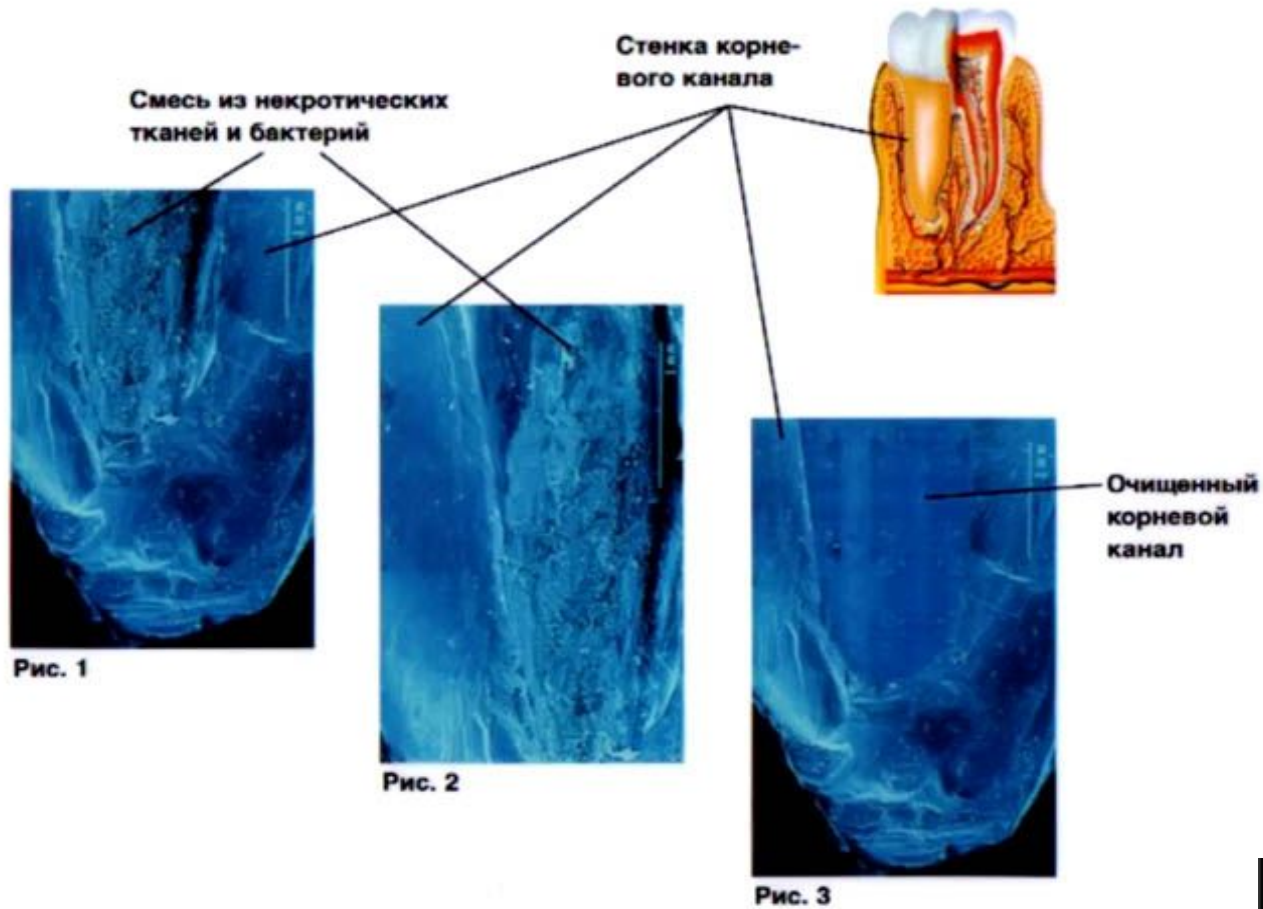 Стенка корне-
вого канала
Смесь из некротических
тканей и бактерий
Очищенный
корневой
канал
Рис. 1
Рис. 2
Рис. 3